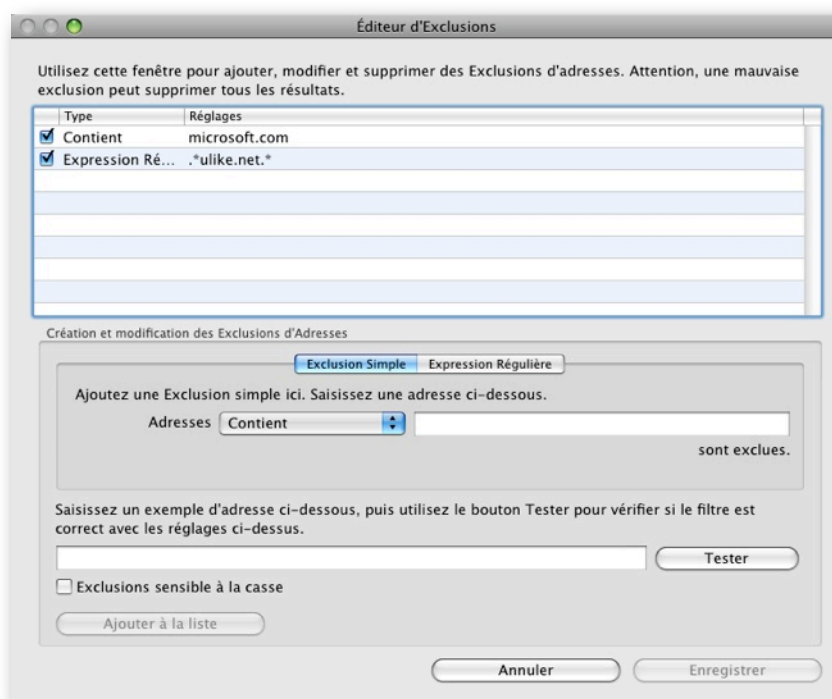 Éditeur d'Exclusions
Utilisez cette fenêtre pour ajouter, modifier et supprimer des Exclusions d'adresses. Attention, une mauvaise
exclusion peut supprimer tous les résultats.
Type Réglages
Contient microsoft.com
Expression Ré... .*ulike.net.*
Création et modification des Exclusions d'Adresses
Exclusion Simple Expression Régulière
Ajoutez une Exclusion simple ici. Saisissez une adresse ci-dessous.
Adresses Contient
sont exclues.
Saisissez un exemple d'adresse ci-dessous, puis utilisez le bouton Tester pour vérifier si le filtre est
correct avec les réglages ci-dessus.
Tester
Exclusions sensible à la casse
Ajouter à la liste
Annuler Enregistrer